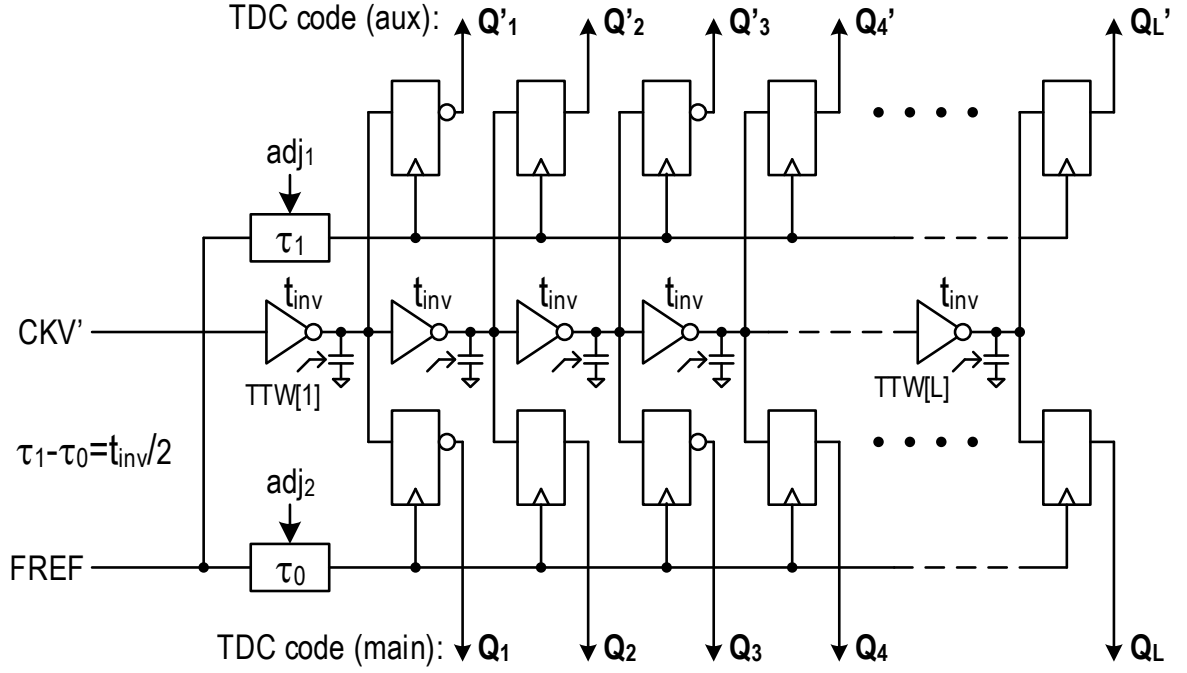 TDC code (aux): Q'1 Q'2 Q'3 Q4' QL'
adj1
τ1
tinv tinv tinv tinv tinv
CKV'
TTW[1] TTW[L]
τ1-τ0=tinv/2
adj2
FREF τ0
TDC code (main): Q1 Q2 Q3 Q4 QL